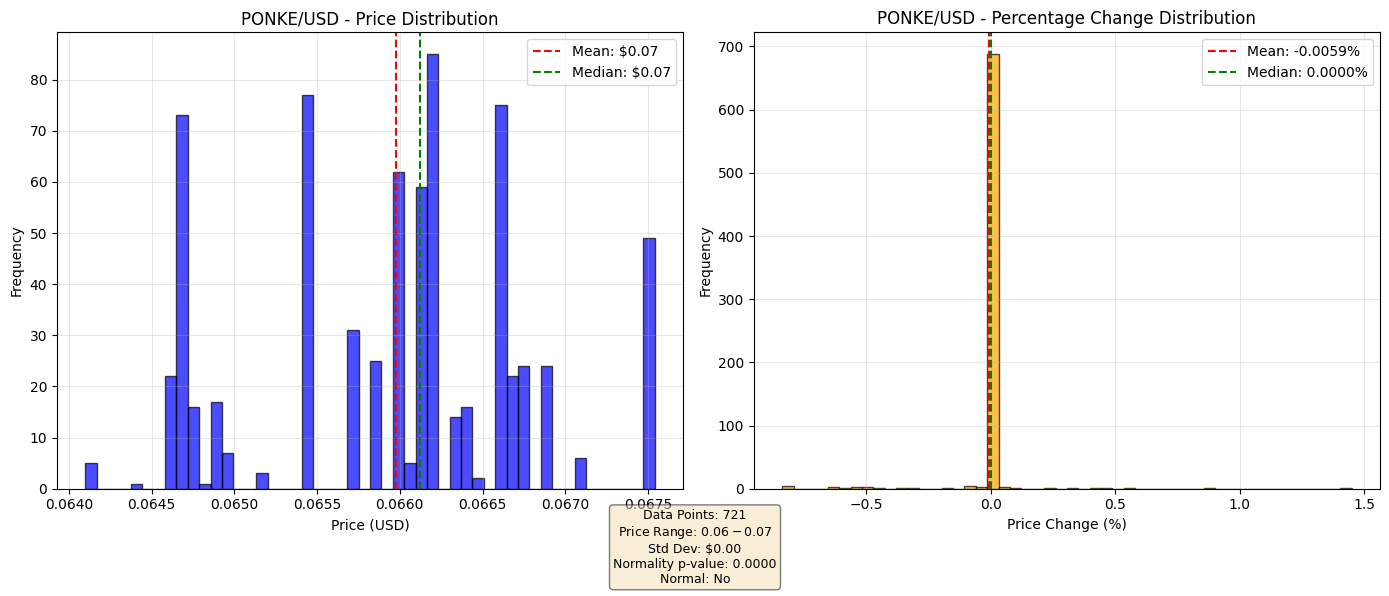 PONKE/USD - Price Distribution
Mean: $0.07
Median: $0.07
Frequency
80
70
60
50
40
30
20
10
0
0.0640 0.0645 0.0650 0.0655 0.0660 0.0665 0.0670 0.0675
Price (USD)
PONKE/USD - Percentage Change Distribution
Mean: -0.0059%
Median: 0.0000%
Frequency
700
600
500
400
300
200
100
0
−0.5 0.0 0.5 1.0 1.5
Price Change (%)
Data Points: 721
Price Range: 0.06 − 0.07
Std Dev: $0.00
Normality p-value: 0.0000
Normal: No